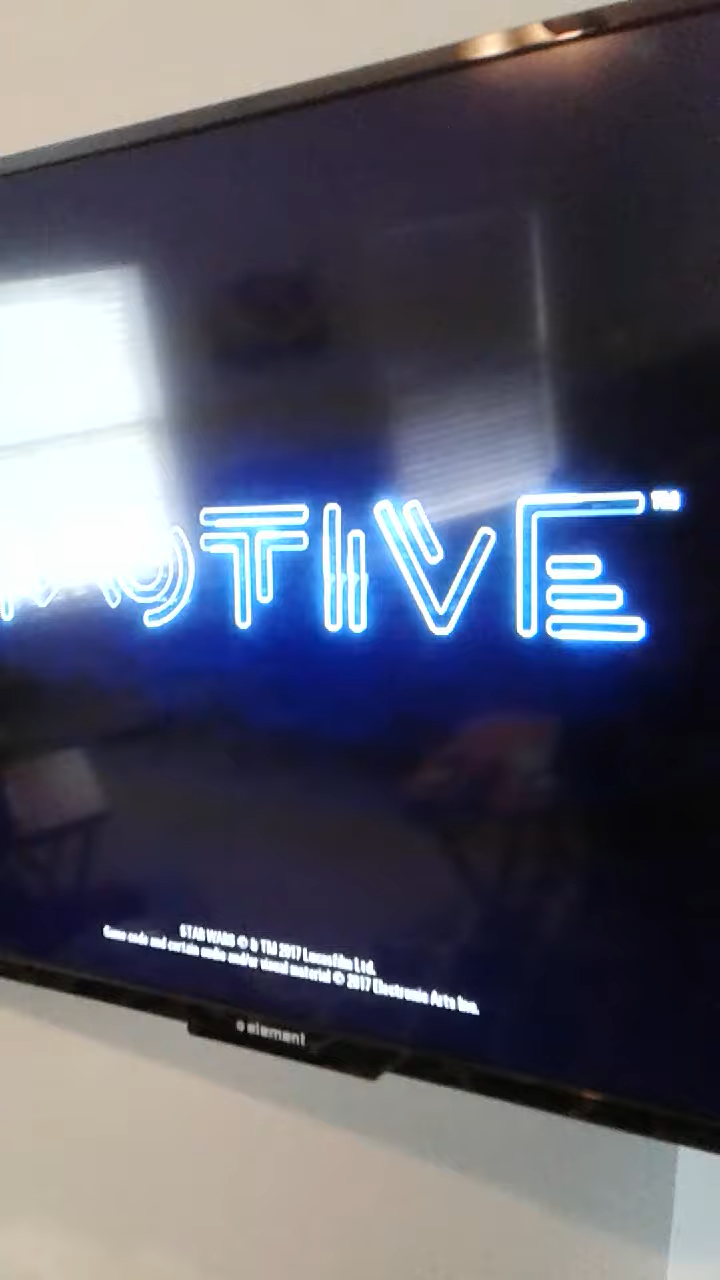 MOTIVE™
STAR WARS © & TM 2017 Lucasfilm Ltd.
Game code and certain audio and/or visual material © 2017 Electronic Arts Inc.
element